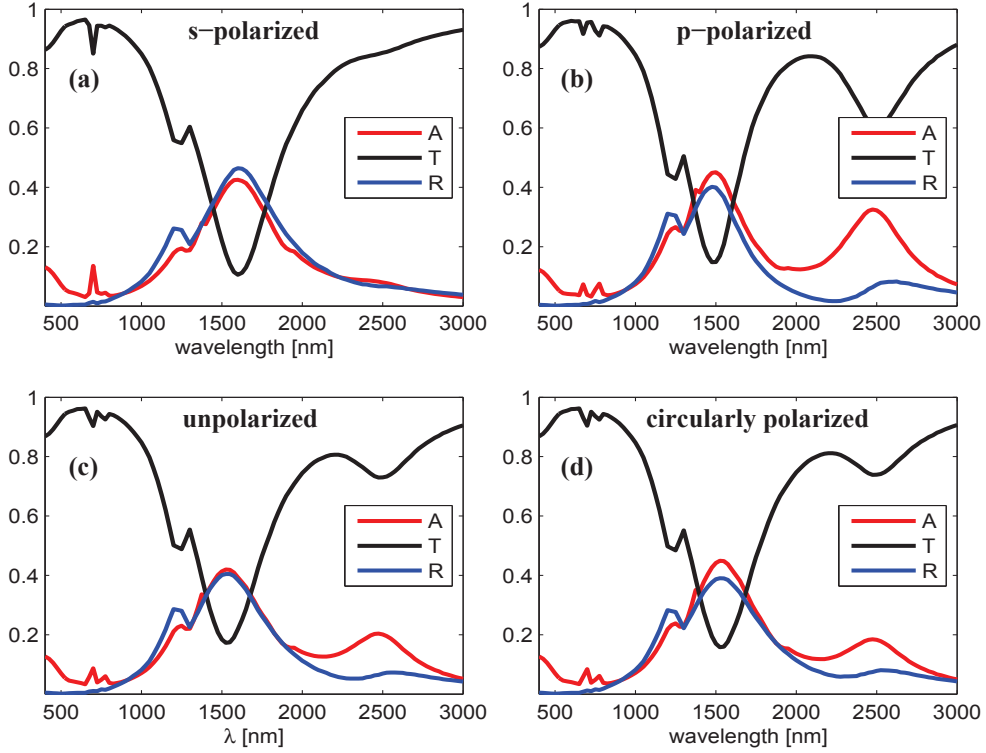 1
0.8
0.6
0.4
0.2
s−polarized
(a)
A
T
R
500 1000 1500 2000 2500 3000
wavelength [nm]
1
0.8
0.6
0.4
0.2
p−polarized
(b)
A
T
R
500 1000 1500 2000 2500 3000
wavelength [nm]
1
0.8
0.6
0.4
0.2
unpolarized
(c)
A
T
R
500 1000 1500 2000 2500 3000
λ [nm]
1
0.8
0.6
0.4
0.2
circularly polarized
(d)
A
T
R
500 1000 1500 2000 2500 3000
wavelength [nm]